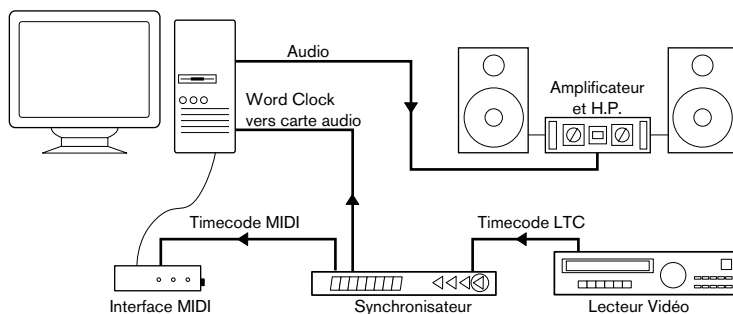 Audio
Amplificateur
et H.P.
Word Clock
vers carte audio
Timecode MIDI
Timecode LTC
Interface MIDI
Synchronisateur
Lecteur Vidéo